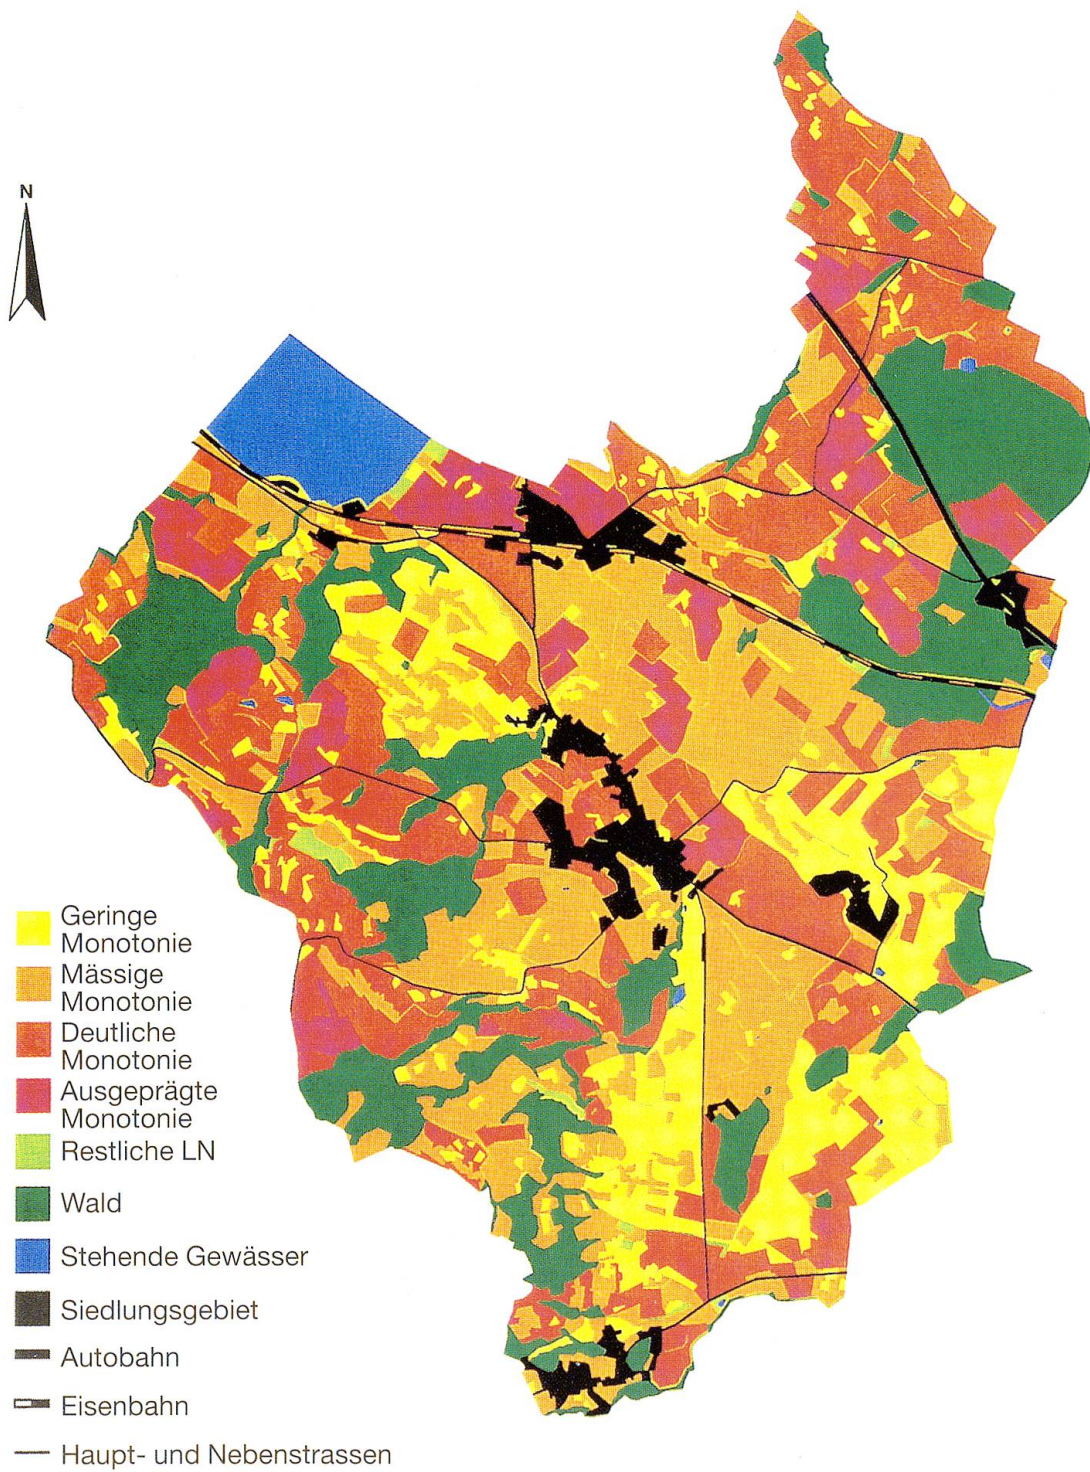 N
Geringe
Monotonie
Mässige
Monotonie
Deutliche
Monotonie
Ausgeprägte
Monotonie
Restliche LN
Wald
Stehende Gewässer
Siedlungsgebiet
Autobahn
Eisenbahn
Haupt- und Nebenstrassen